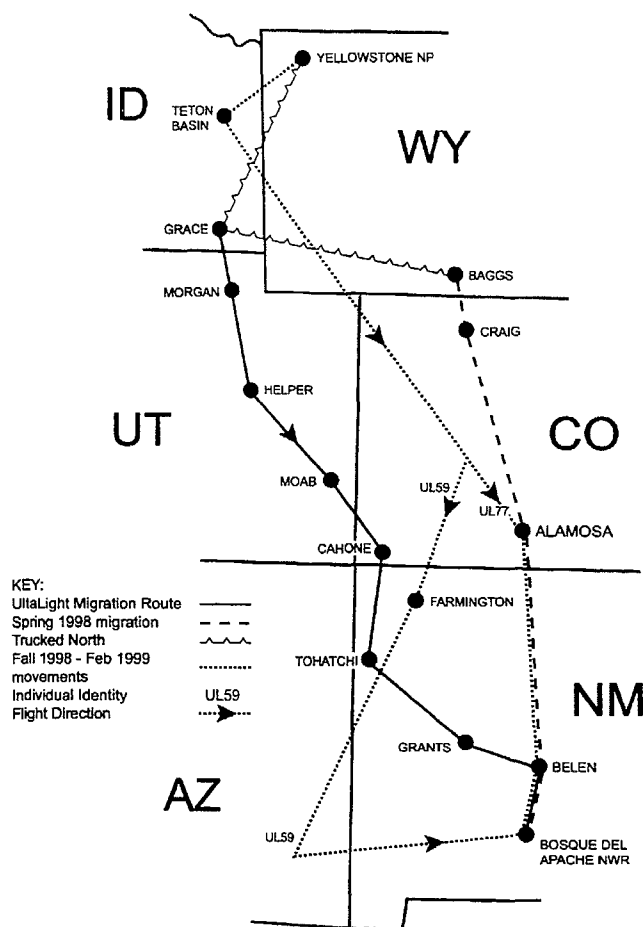 YELLOWSTONE NP
ID
TETON
BASIN
WY
GRACE
BAGGS
MORGAN
CRAIG
HELPER
UT
CO
MOAB
UL59
UL77
ALAMOSA
CAHONE
KEY:
UltaLight Migration Route
Spring 1998 migration
Trucked North
Fall 1998 - Feb 1999
movements
Individual Identity UL59
Flight Direction
FARMINGTON
TOHATCHI
NM
GRANTS
BELEN
AZ
UL59
BOSQUE DEL
APACHE NWR